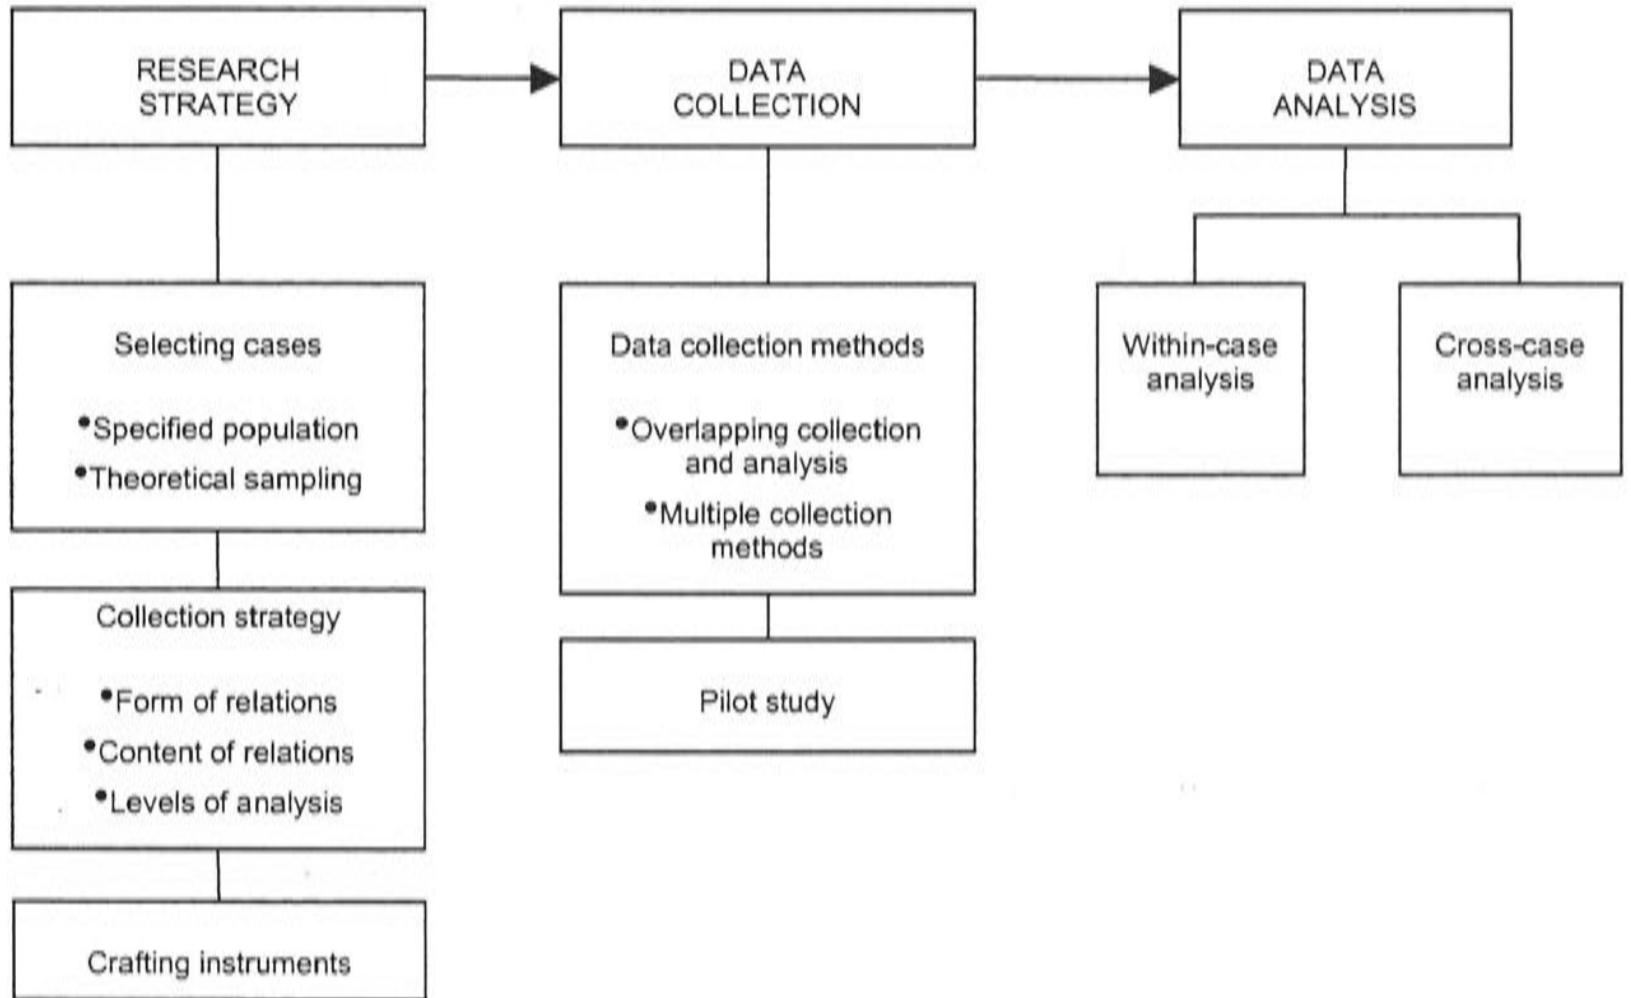 RESEARCH
STRATEGY
DATA
COLLECTION
DATA
ANALYSIS
Selecting cases
•Specified population
•Theoretical sampling
Collection strategy
•Form of relations
•Content of relations
•Levels of analysis
Crafting instruments
Data collection methods
•Overlapping collection
and analysis
•Multiple collection
methods
Pilot study
Within-case
analysis
Cross-case
analysis